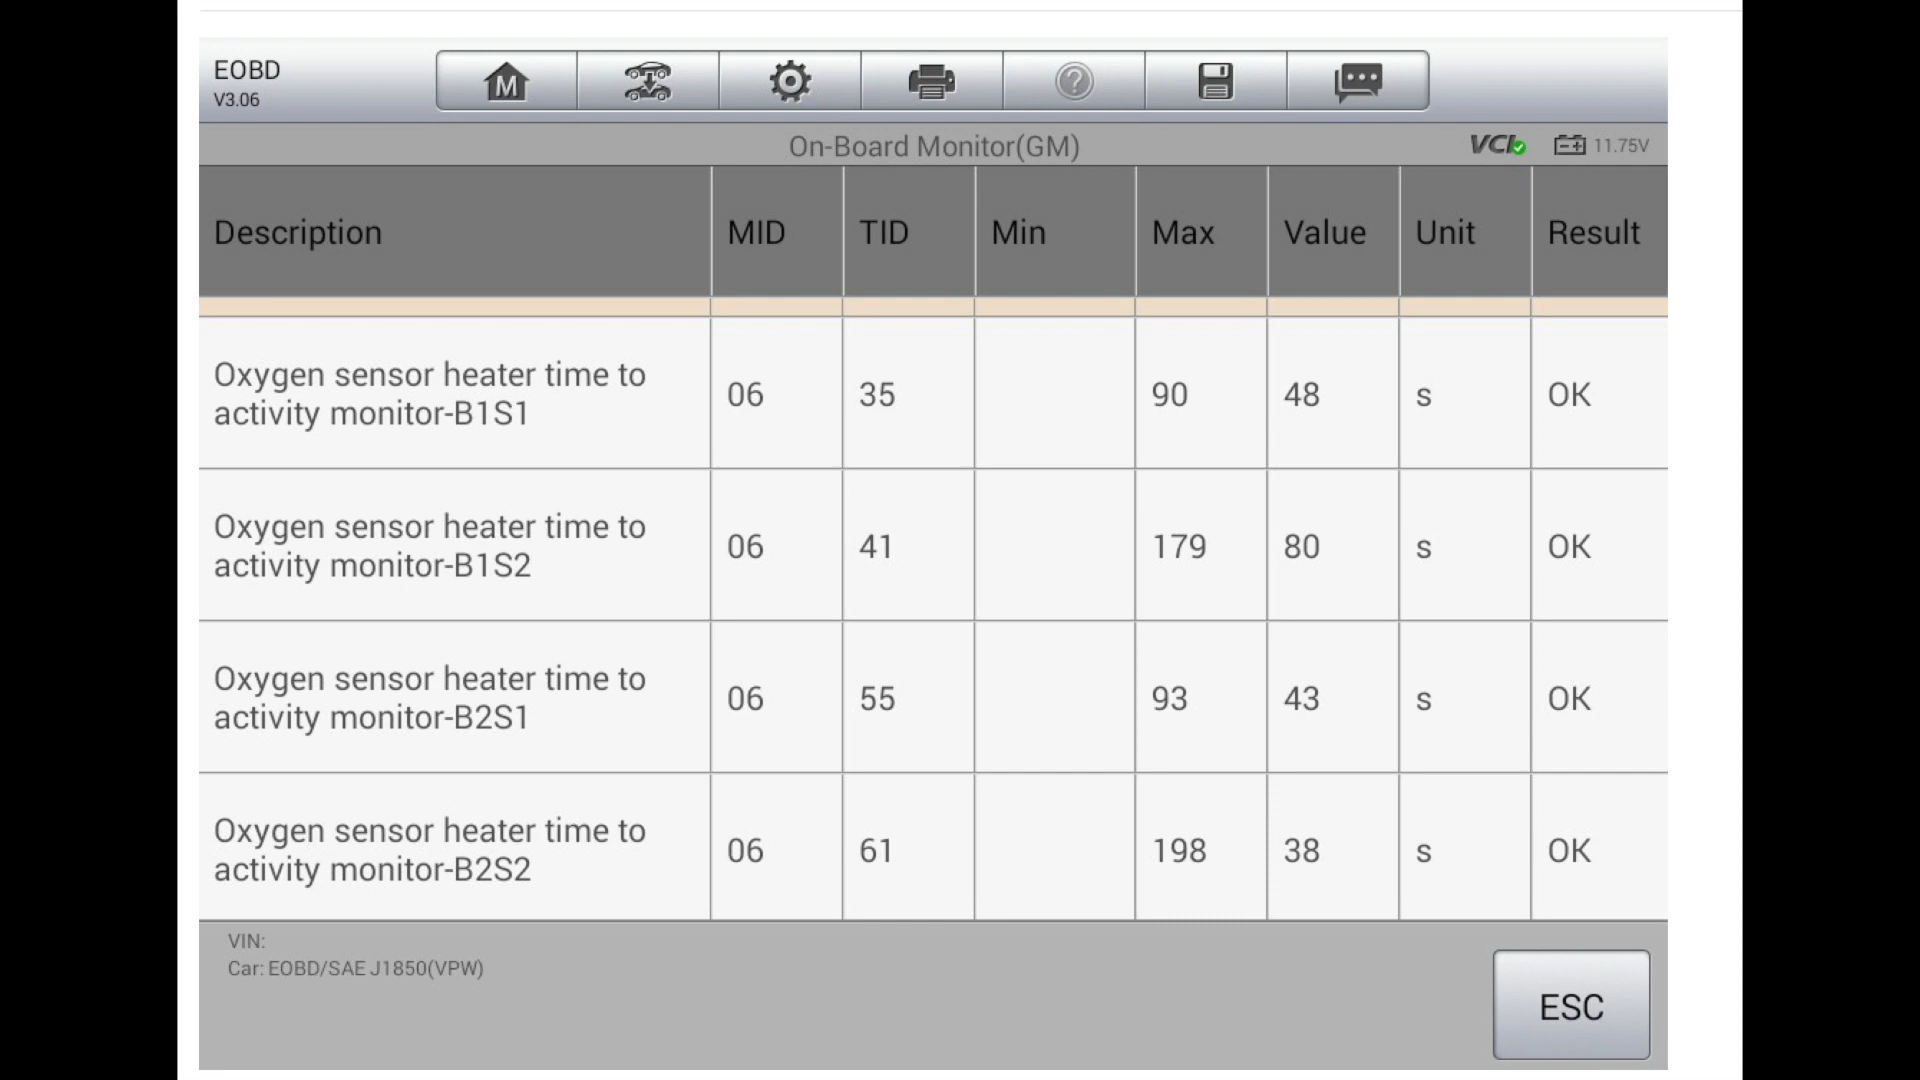 EOBD
V3.06
M
?
On-Board Monitor(GM)
VCI
11.75V
Description MID TID Min Max Value Unit Result
Oxygen sensor heater time to
activity monitor-B1S1
06 35 90 48 s OK
Oxygen sensor heater time to
activity monitor-B1S2
06 41 179 80 s OK
Oxygen sensor heater time to
activity monitor-B2S1
06 55 93 43 s OK
Oxygen sensor heater time to
activity monitor-B2S2
06 61 198 38 s OK
VIN:
Car: EOBD/SAE J1850(VPW)
ESC